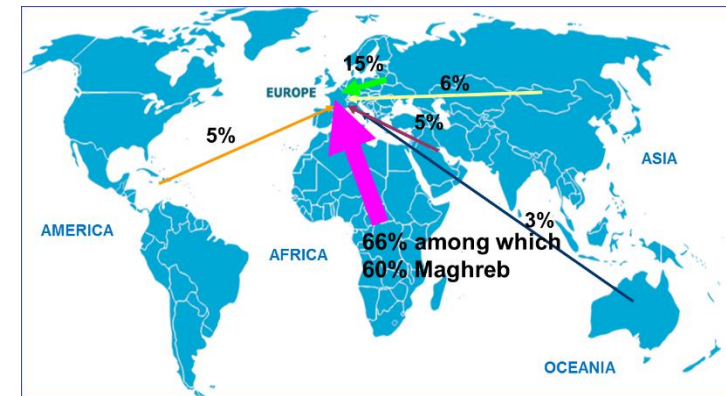 15%
EUROPE
6%
5%
5%
ASIA
3%
AMERICA
AFRICA
66% among which
60% Maghreb
OCEANIA